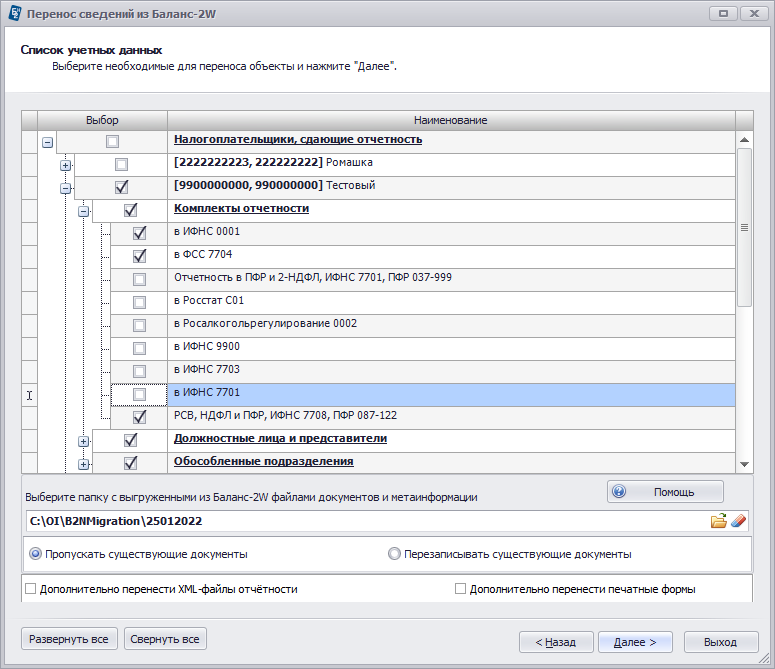 Перенос сведений из Баланс-2W
Список учетных данных
Выберите необходимые для переноса объекты и нажмите "Далее".
Выбор Наименование
Налогоплательщики, сдающие отчетность
[2222222223, 222222222] Ромашка
[9900000000, 990000000] Тестовый
Комплекты отчетности
в ИФНС 0001
в ФСС 7704
Отчетность в ПФР и 2-НДФЛ, ИФНС 7701, ПФР 037-999
в Росстат С01
в Росалкогольрегулирование 0002
в ИФНС 9900
в ИФНС 7703
в ИФНС 7701
РСВ, НДФЛ и ПФР, ИФНС 7708, ПФР 087-122
Должностные лица и представители
Обособленные подразделения
Выберите папку с выгруженными из Баланс-2W файлами документов и метаинформации
Помощь
C:\OI\B2NMigration\25012022
Пропускать существующие документы Перезаписывать существующие документы
Дополнительно перенести XML-файлы отчётности Дополнительно перенести печатные формы
Развернуть все Свернуть все < Назад Далее > Выход